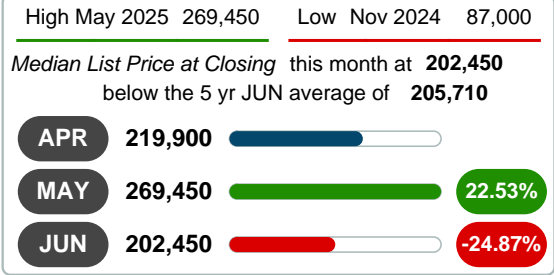 High May 2025 269,450 Low Nov 2024 87,000
Median List Price at Closing this month at 202,450
below the 5 yr JUN average of 205,710
APR 219,900
MAY 269,450 22.53%
JUN 202,450 -24.87%